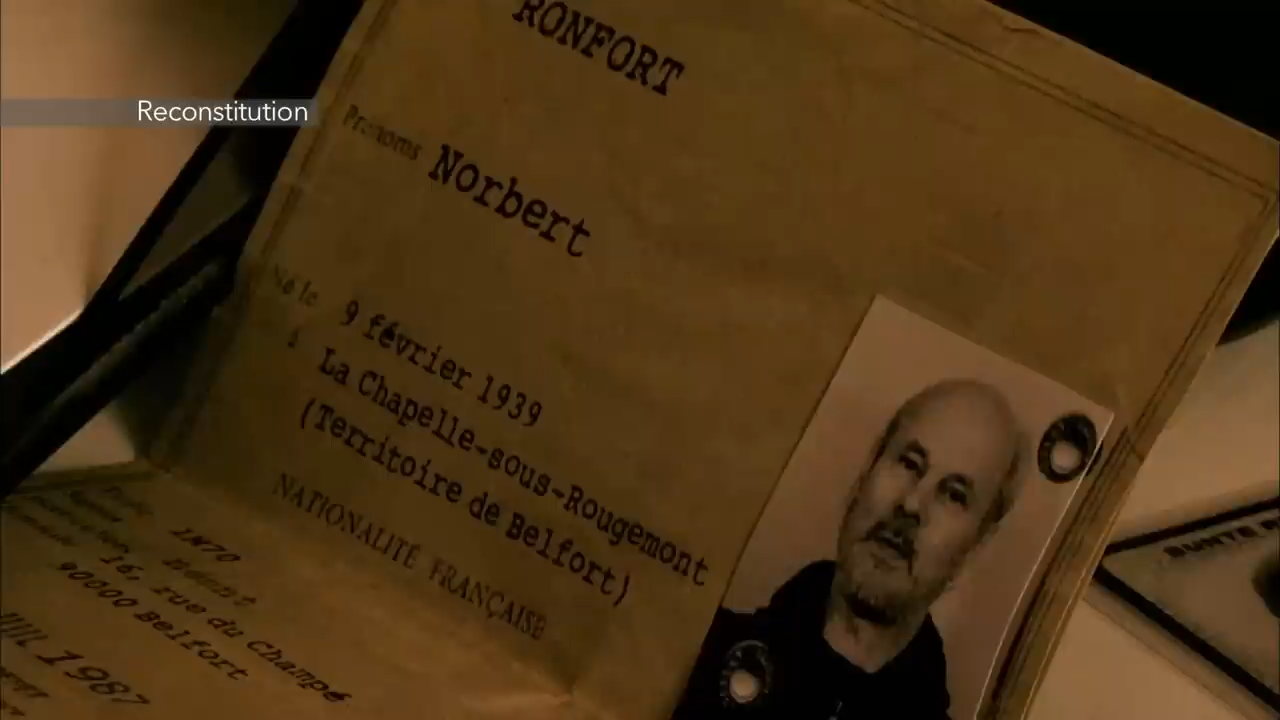 RONFORT
Reconstitution
Prénoms Norbert
Né le 9 février 1939
à La Chapelle-sous-Rougemont
(Territoire de Belfort)
NATIONALITÉ FRANÇAISE
Taille 1M70
16, rue du Champé
90000 Belfort
1987